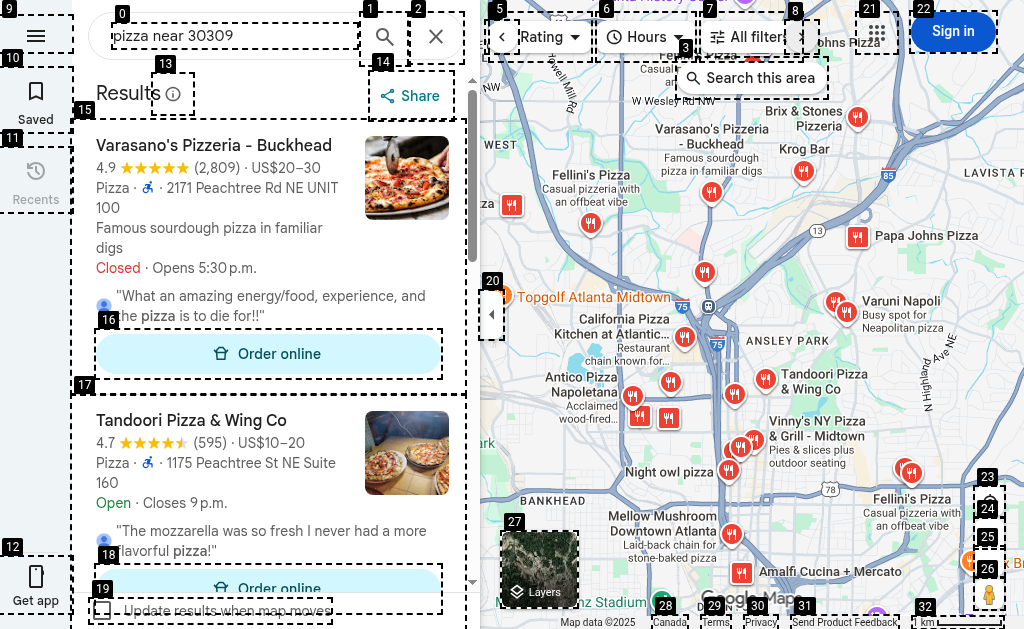 pizza near 30309
Results
Share
Saved
Recents
Get app
Varasano's Pizzeria - Buckhead
4.9 (2,809) · US$20–30
Pizza · 2171 Peachtree Rd NE UNIT
100
Famous sourdough pizza in familiar
digs
Closed · Opens 5:30 p.m.
"What an amazing energy/food, experience, and
the pizza is to die for!!"
Order online
Tandoori Pizza & Wing Co
4.7 (595) · US$10–20
Pizza · 1175 Peachtree St NE Suite
160
Open · Closes 9 p.m.
"The mozzarella was so fresh I never had a more
flavorful pizza!"
Order online
Update results when map moves
Rating
Hours
All filters
Sign in
Search this area
W Wesley Rd NW
NW
WEST
Brix & Stones
Pizzeria
Krog Bar
Varasano's Pizzeria
- Buckhead
Famous sourdough
pizza in familiar digs
Fellini's Pizza
Casual pizzeria with
an offbeat vibe
85
LAVISTA R
13
Papa Johns Pizza
Topgolf Atlanta Midtown
75
California Pizza
Kitchen at Atlantic...
Restaurant
chain known for...
75
Varuni Napoli
Busy spot for
Neapolitan pizza
ANSLEY PARK
N Highland Ave NE
Antico Pizza
Napoletana
Acclaimed
wood-fired...
Tandoori Pizza
& Wing Co
Vinny's NY Pizza
& Grill - Midtown
Pies & slices plus
outdoor seating
Night owl pizza
78
BANKHEAD
Fellini's Pizza
Casual pizzeria with
an offbeat vibe
Mellow Mushroom
Downtown Atlanta
Laid-back chain for
stone-baked pizza
Amalfi Cucina + Mercato
Layers
Google Maps
Map data ©2025
Canada
Terms
Privacy
Send Product Feedback
1 km
0
1
2
3
5
6
7
8
9
10
11
12
13
14
15
16
17
18
19
20
21
22
23
24
25
26
27
28
29
30
31
32